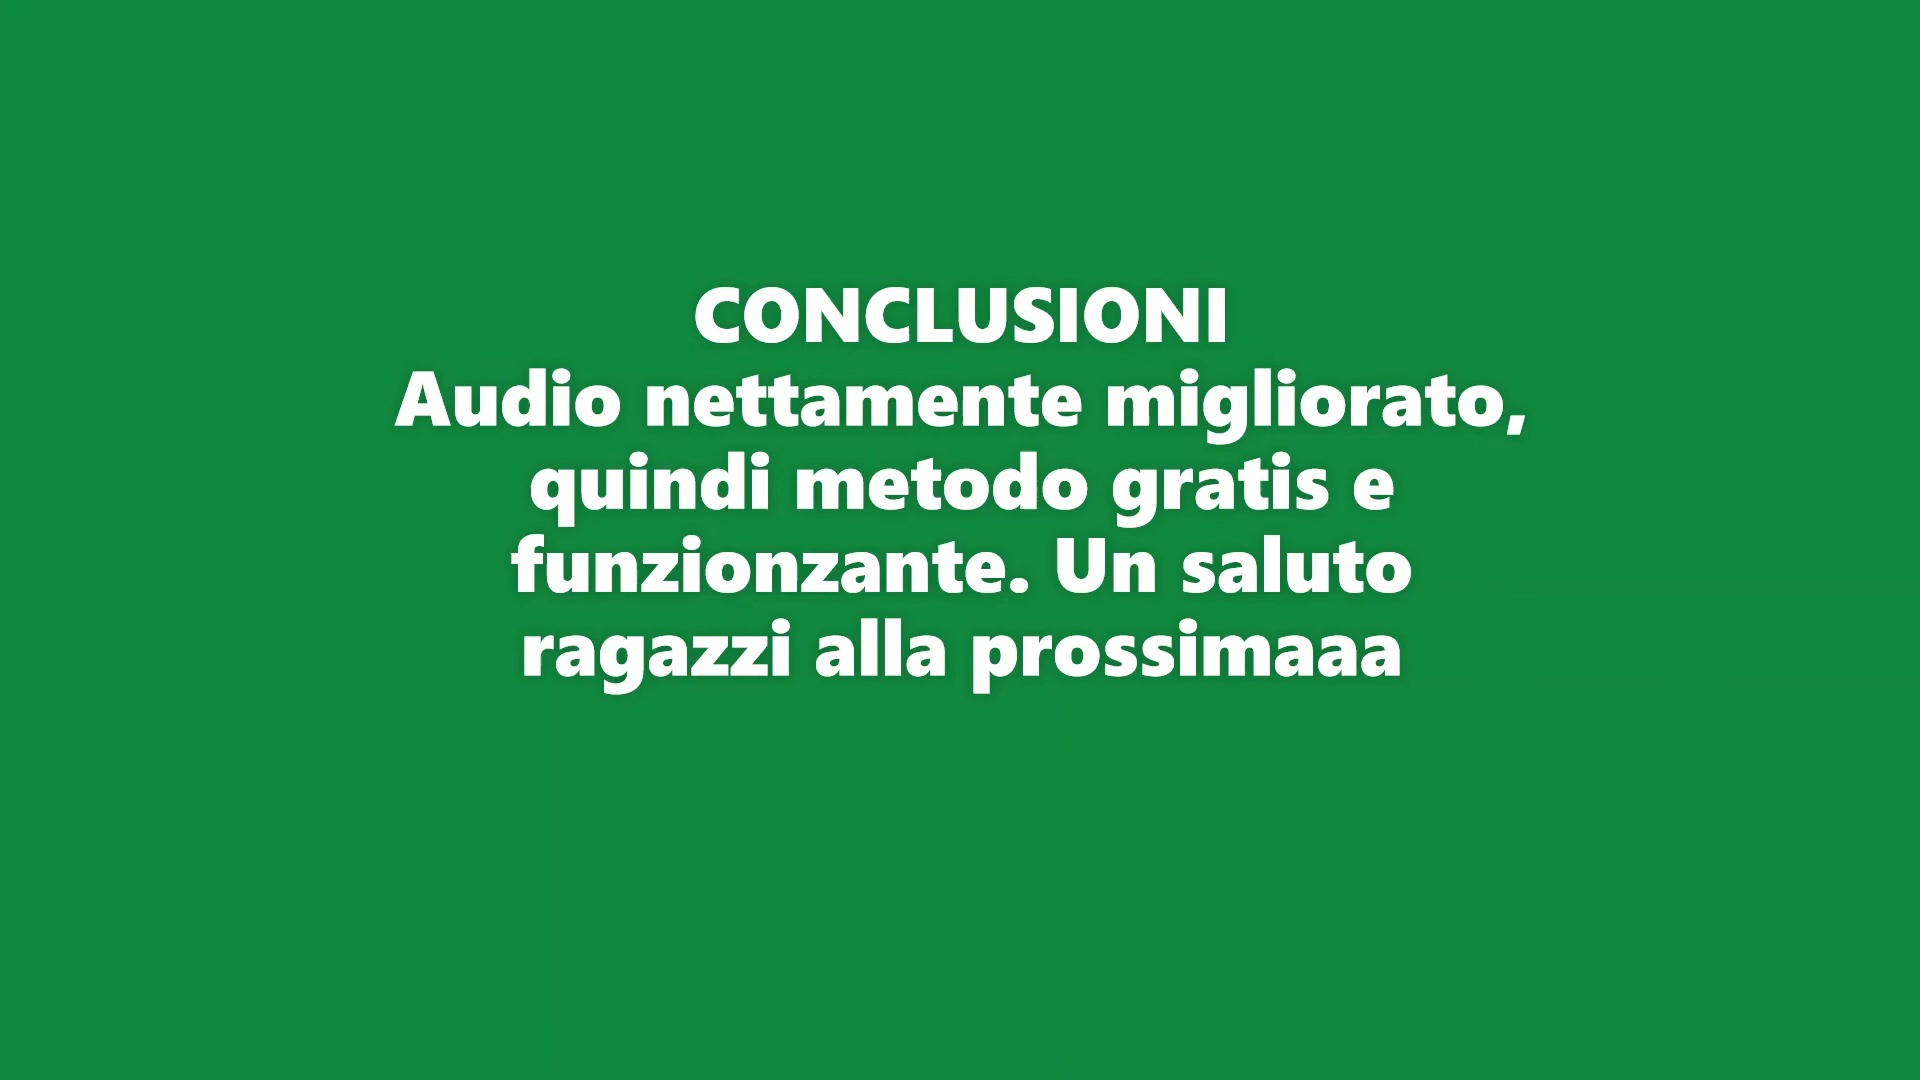 CONCLUSIONI
Audio nettamente migliorato,
quindi metodo gratis e
funzionzante. Un saluto
ragazzi alla prossimaaa